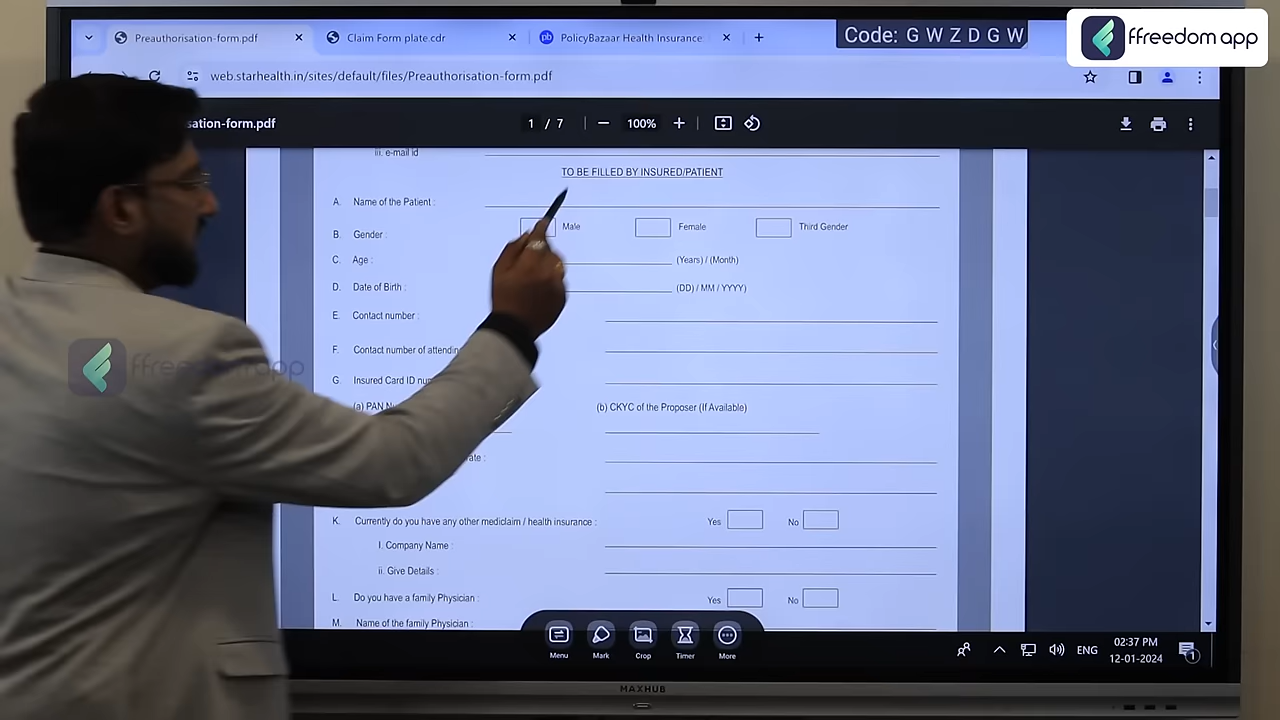 Preauthorisation-form.pdf
Claim Form plate.cdr
PolicyBazaar Health Insurance
Code: G W Z D G W
ffreedom app
web.starhealth.in/sites/default/files/Preauthorisation-form.pdf
sation-form.pdf
1 / 7
100%
iii. e-mail id
TO BE FILLED BY INSURED/PATIENT
A. Name of the Patient :
B. Gender : Male Female Third Gender
C. Age : (Years) / (Month)
D. Date of Birth : (DD) / MM / YYYY)
E. Contact number :
F. Contact number of attending
G. Insured Card ID
(a) PAN (b) CKYC of the Proposer (If Available)
K. Currently do you have any other mediclaim / health insurance : Yes No
I. Company Name :
ii. Give Details :
L. Do you have a family Physician : Yes No
M. Name of the family Physician :
Menu Mark Crop Timer More
ENG
02:37 PM
12-01-2024
1
MAXHUB
ffreedom app